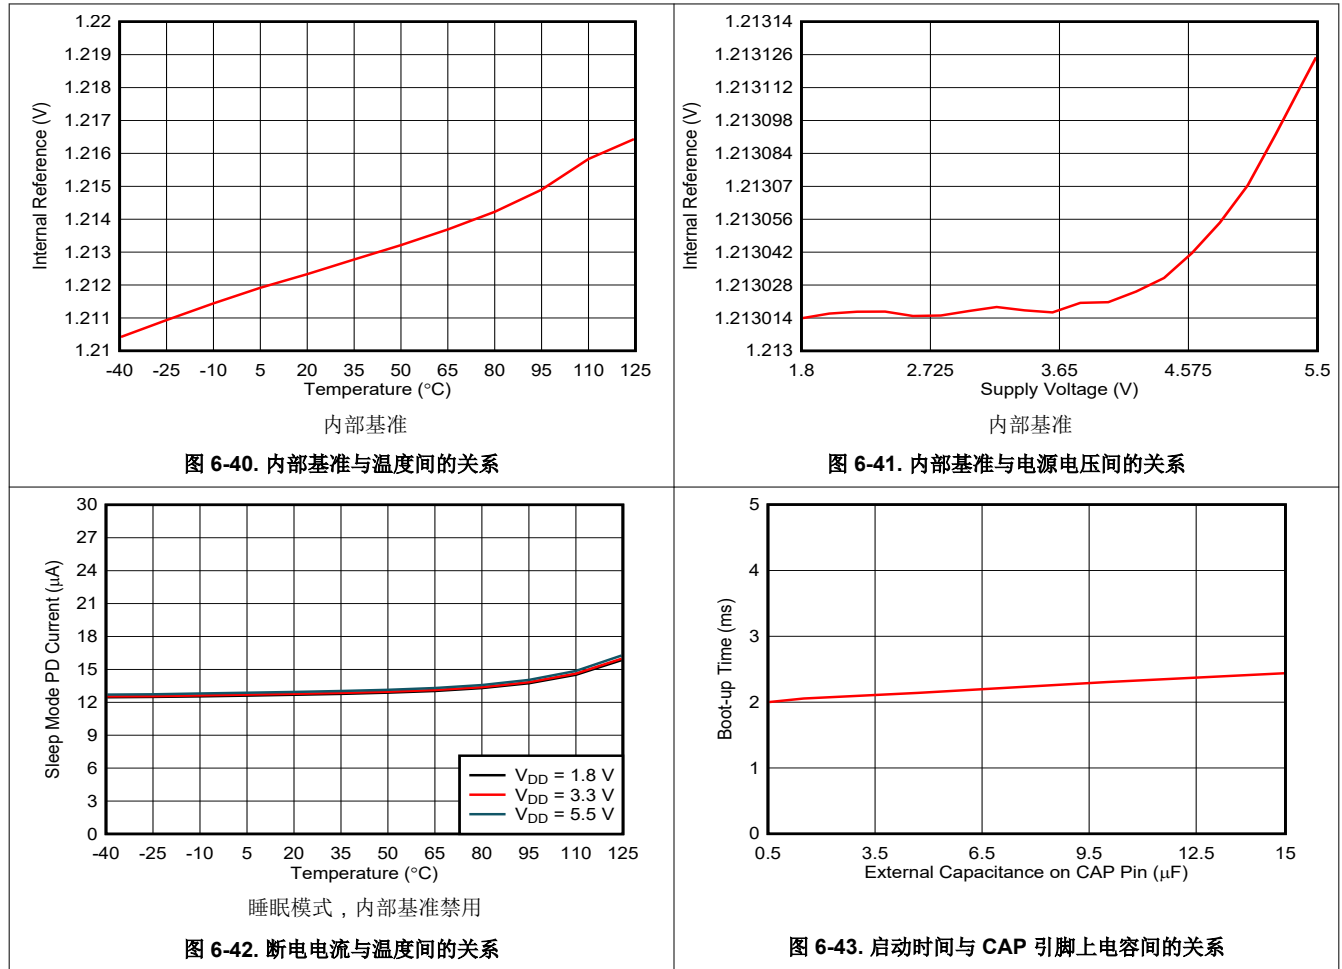 1.22
1.219
1.218
1.217
1.216
1.215
1.214
1.213
1.212
1.211
1.21
Internal Reference (V)
-40 -25 -10 5 20 35 50 65 80 95 110 125
Temperature (°C)
内部基准
图 6-40. 内部基准与温度间的关系
1.21314
1.213126
1.213112
1.213098
1.213084
1.21307
1.213056
1.213042
1.213028
1.213014
1.213
Internal Reference (V)
1.8 2.725 3.65 4.575 5.5
Supply Voltage (V)
内部基准
图 6-41. 内部基准与电源电压间的关系
30
27
24
21
18
15
12
9
6
3
0
Sleep Mode PD Current (μA)
VDD = 1.8 V
VDD = 3.3 V
VDD = 5.5 V
-40 -25 -10 5 20 35 50 65 80 95 110 125
Temperature (°C)
睡眠模式，内部基准禁用
图 6-42. 断电电流与温度间的关系
5
4
3
2
1
0
Boot-up Time (ms)
0.5 3.5 6.5 9.5 12.5 15
External Capacitance on CAP Pin (μF)
图 6-43. 启动时间与 CAP 引脚上电容间的关系